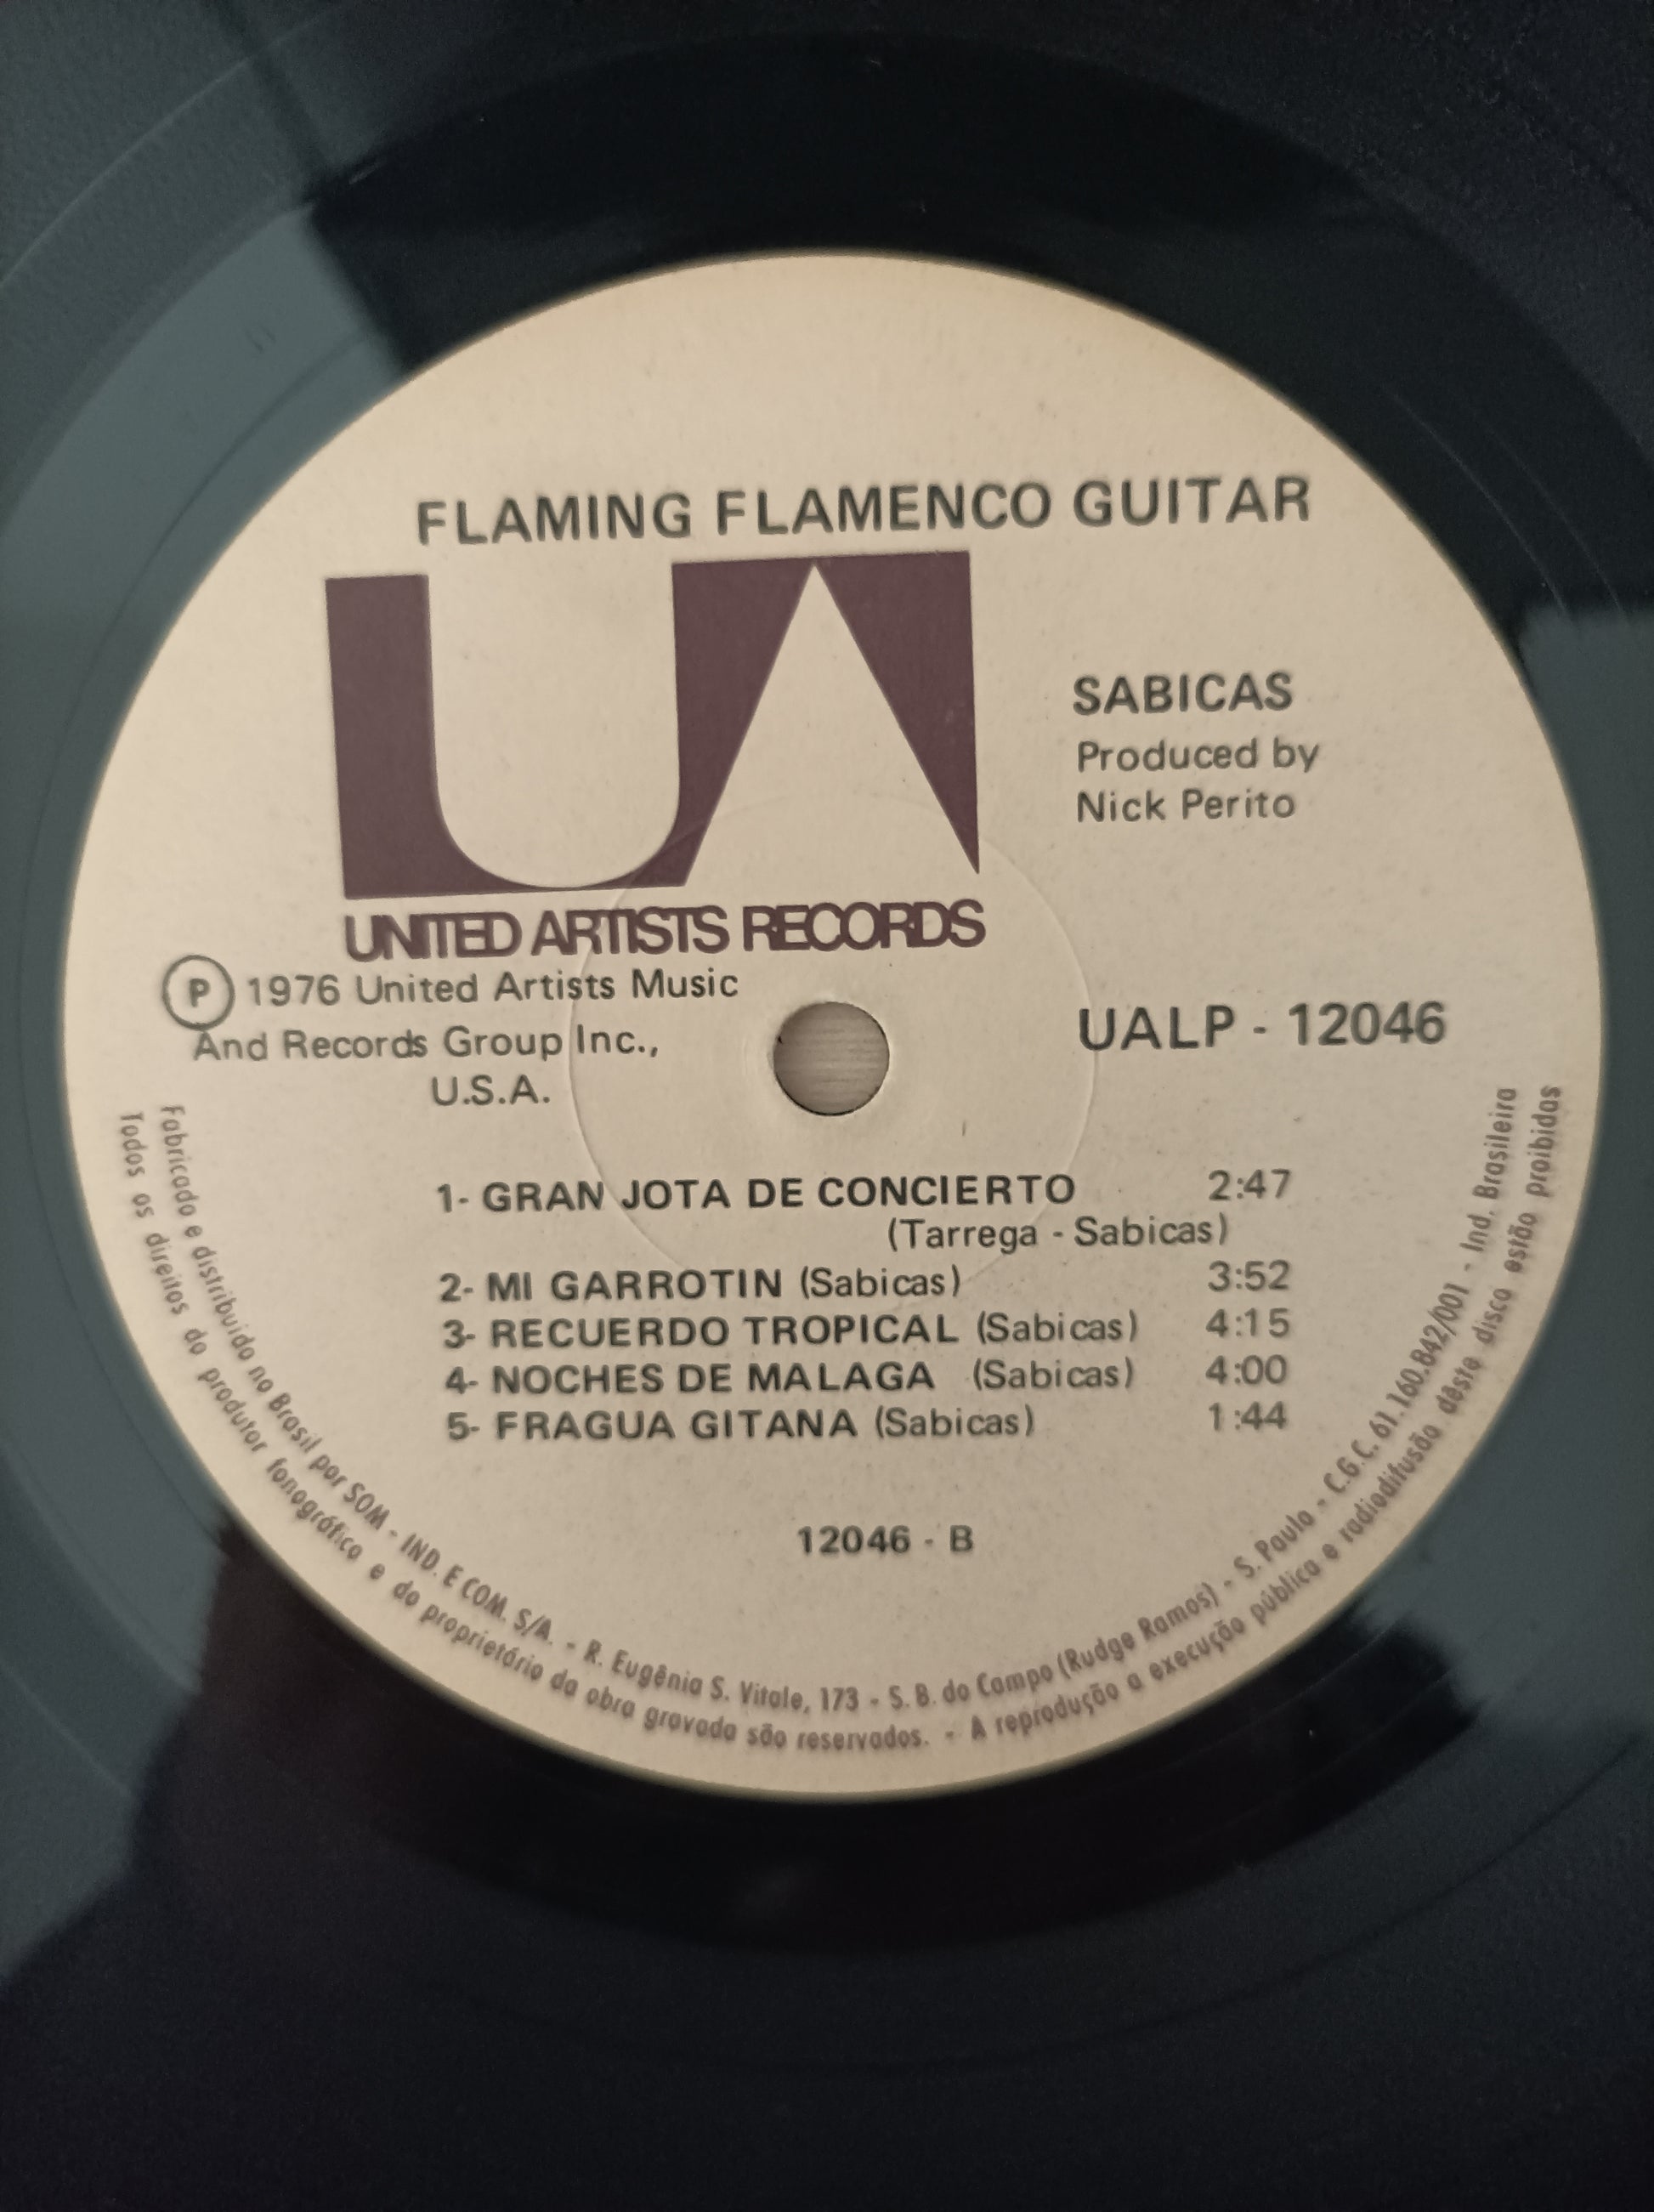 FLAMING FLAMENCO GUITAR
UA
UNITED ARTISTS RECORDS
SABICAS
Produced by
Nick Perito
Ⓟ 1976 United Artists Music
And Records Group Inc.,
U.S.A.
UALP - 12046
1- GRAN JOTA DE CONCIERTO 2:47
(Tarrega - Sabicas)
2- MI GARROTIN (Sabicas) 3:52
3- RECUERDO TROPICAL (Sabicas) 4:15
4- NOCHES DE MALAGA (Sabicas) 4:00
5- FRAGUA GITANA (Sabicas) 1:44
12046 - B
Fabricado e distribuido no Brasil por SOM - IND. E COM. S/A. - R. Eugênia S. Vitale, 173 - S. B. do Campo (Rudge Ramos) - S. Paulo - C.G.C. 61.160.842/001 - Ind. Brasileira
Todos os direitos do produtor fonográfico e do proprietário da obra gravada são reservados. - A reprodução a execução pública e radiodifusão dêste disco estão proibidas